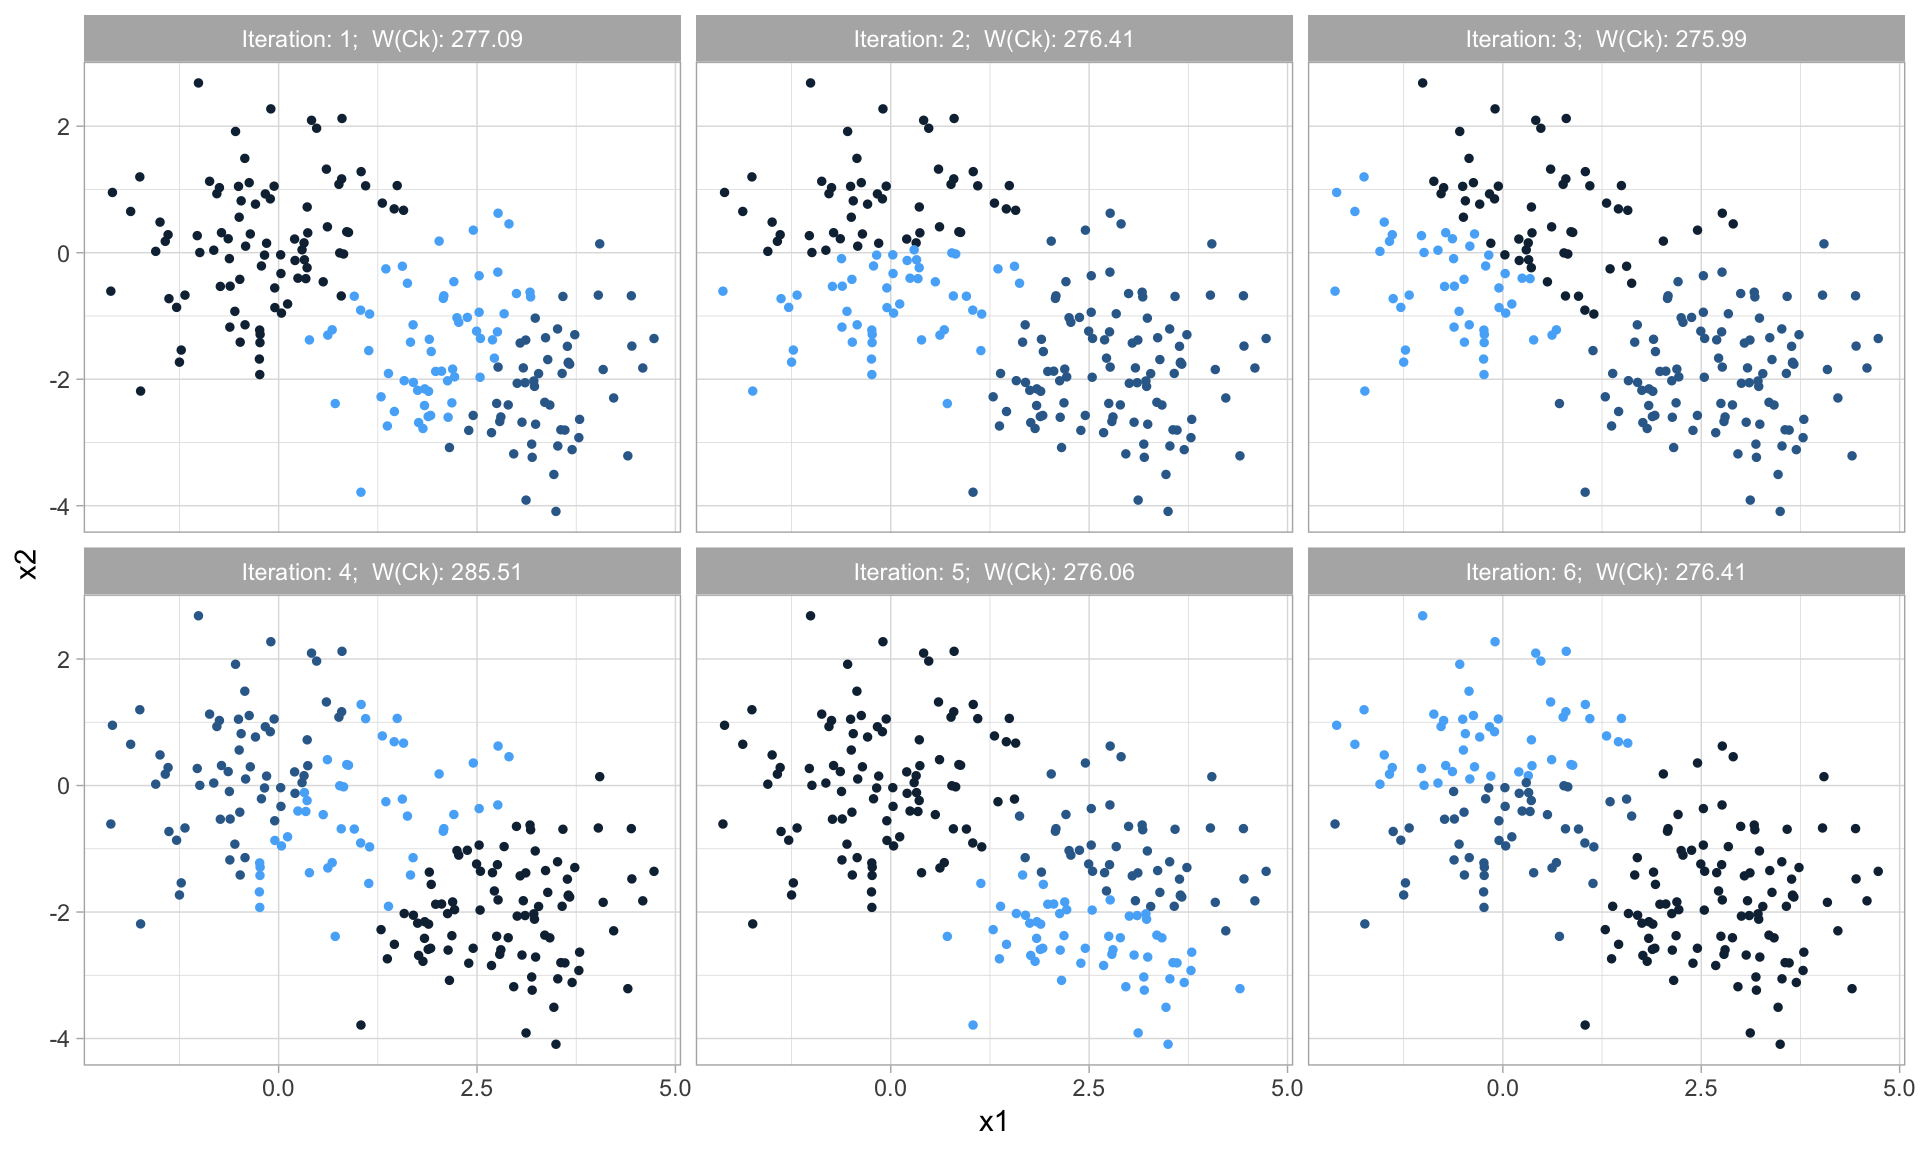 Iteration: 1;  W(Ck): 277.09
Iteration: 2;  W(Ck): 276.41
Iteration: 3;  W(Ck): 275.99
2
0
-2
-4
x2
Iteration: 4;  W(Ck): 285.51
Iteration: 5;  W(Ck): 276.06
Iteration: 6;  W(Ck): 276.41
2
0
-2
-4
0.0 2.5 5.0 0.0 2.5 5.0 0.0 2.5 5.0
x1